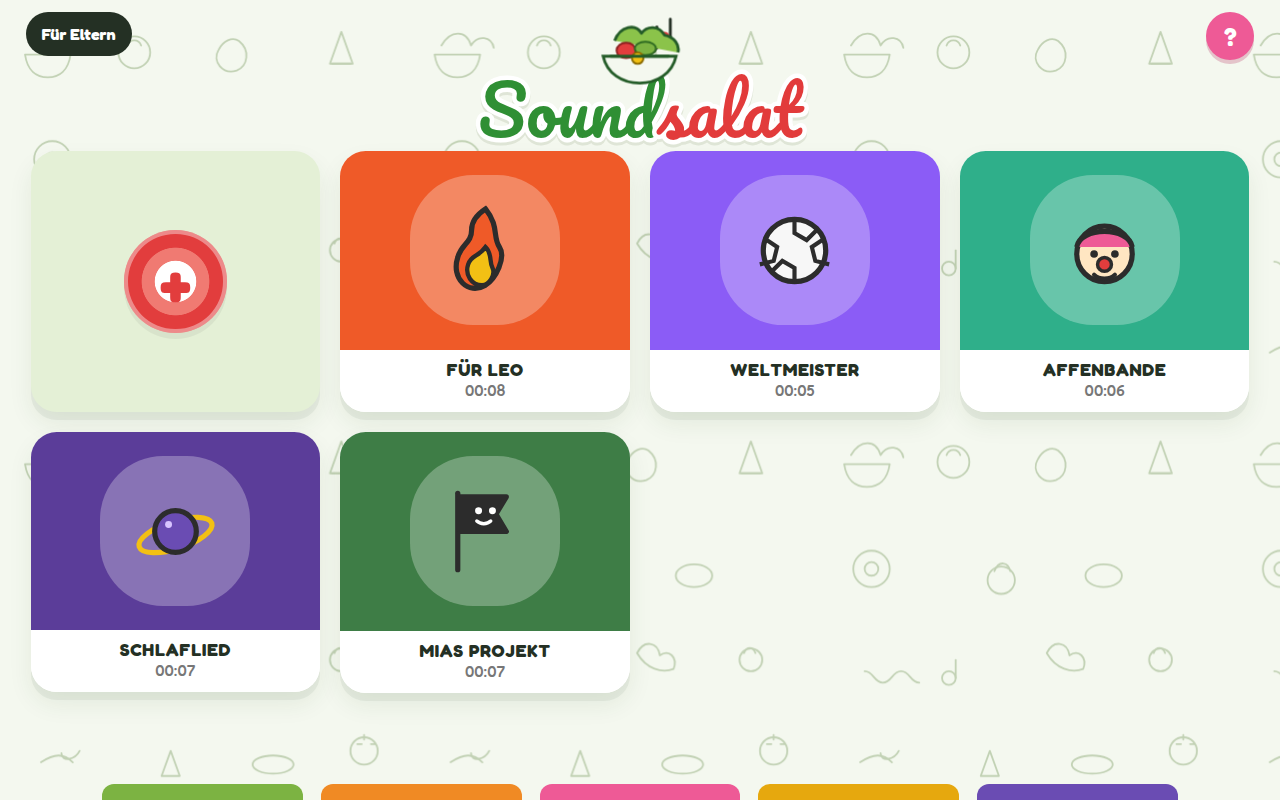 Für Eltern
?
Soundsalat
FÜR LEO
00:08
WELTMEISTER
00:05
AFFENBANDE
00:06
SCHLAFLIED
00:07
MIAS PROJEKT
00:07